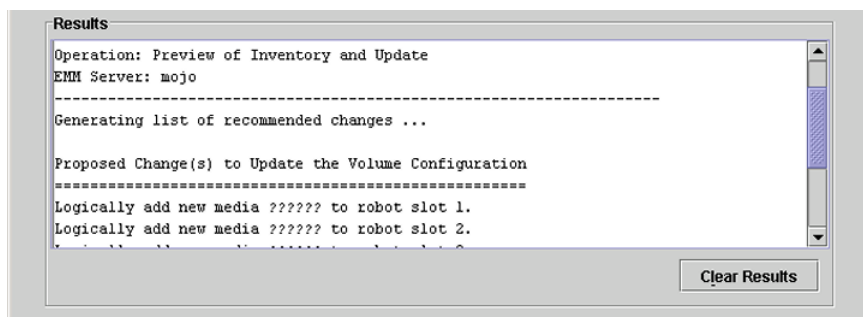 Results
Operation: Preview of Inventory and Update
EMM Server: mojo
--------------------------------------------------------------------
Generating list of recommended changes ...
Proposed Change(s) to Update the Volume Configuration
=====================================================
Logically add new media ?????? to robot slot 1.
Logically add new media ?????? to robot slot 2.
Clear Results